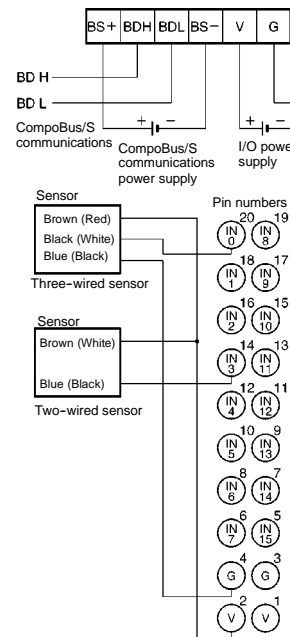 BS+ BDH BDL BS− V G
BD H
BD L
+ − + −
CompoBus/S
communications
CompoBus/S
communications
power supply
I/O powe
supply
Sensor
Brown (Red)
Black (White)
Blue (Black)
Three-wired sensor
Sensor
Brown (White)
Blue (Black)
Two-wired sensor
Pin numbers
20 19
IN 0 IN 8
18 17
IN 1 IN 9
16 15
IN 2 IN 10
14 13
IN 3 IN 11
12 11
IN 4 IN 12
10 9
IN 5 IN 13
8 7
IN 6 IN 14
6 5
IN 7 IN 15
4 3
G G
2 1
V V